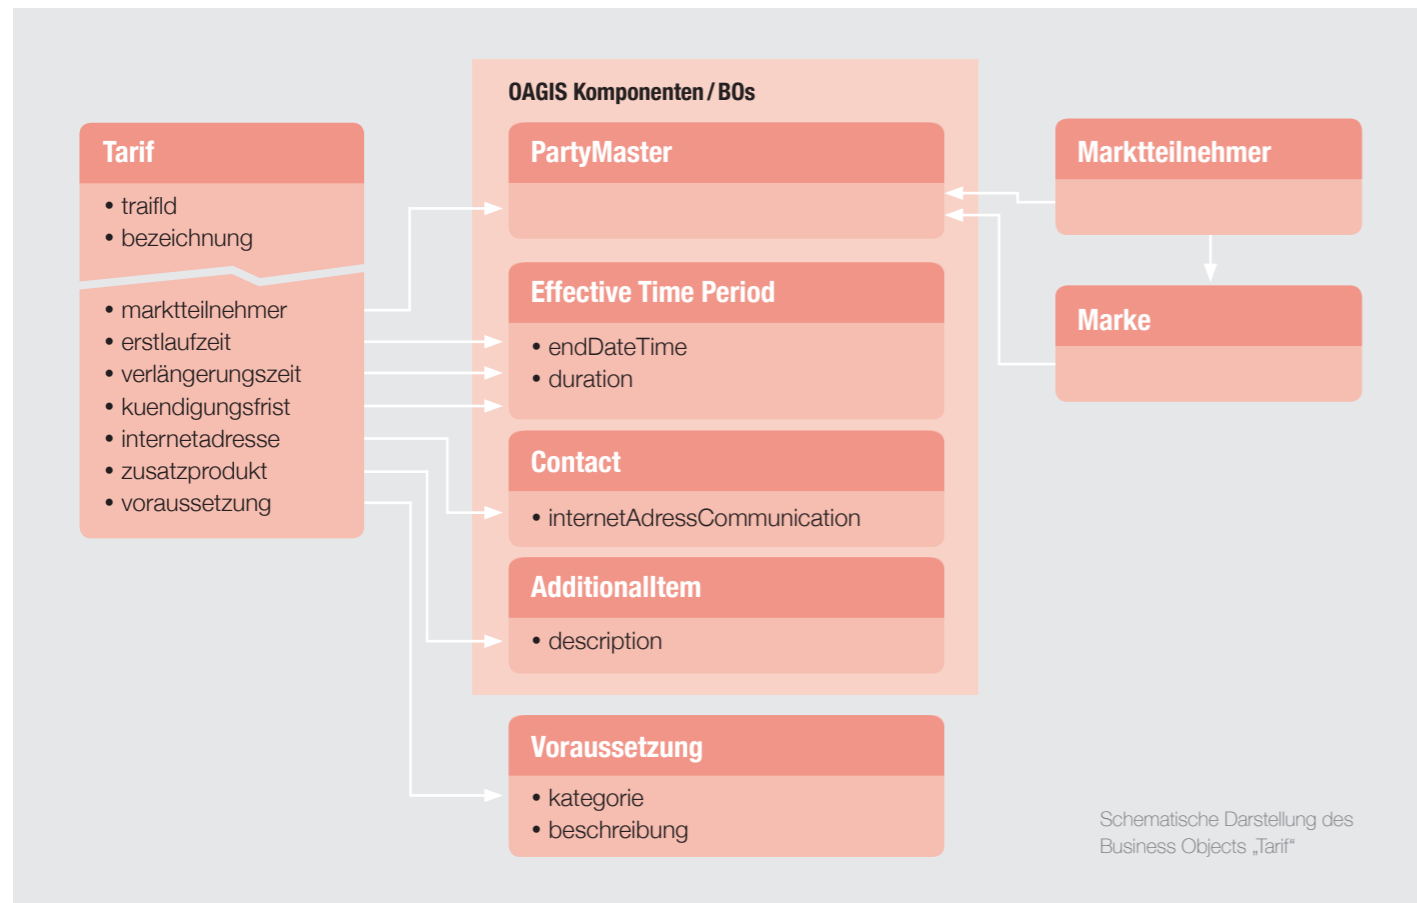 OAGIS Komponenten / BOs
Tarif
• traifId
• bezeichnung
• marktteilnehmer
• erstlaufzeit
• verlängerungszeit
• kuendigungsfrist
• internetadresse
• zusatzprodukt
• voraussetzung
PartyMaster
Effective Time Period
• endDateTime
• duration
Contact
• internetAdressCommunication
AdditionalItem
• description
Voraussetzung
• kategorie
• beschreibung
Marktteilnehmer
Marke
Schematische Darstellung des
Business Objects „Tarif“